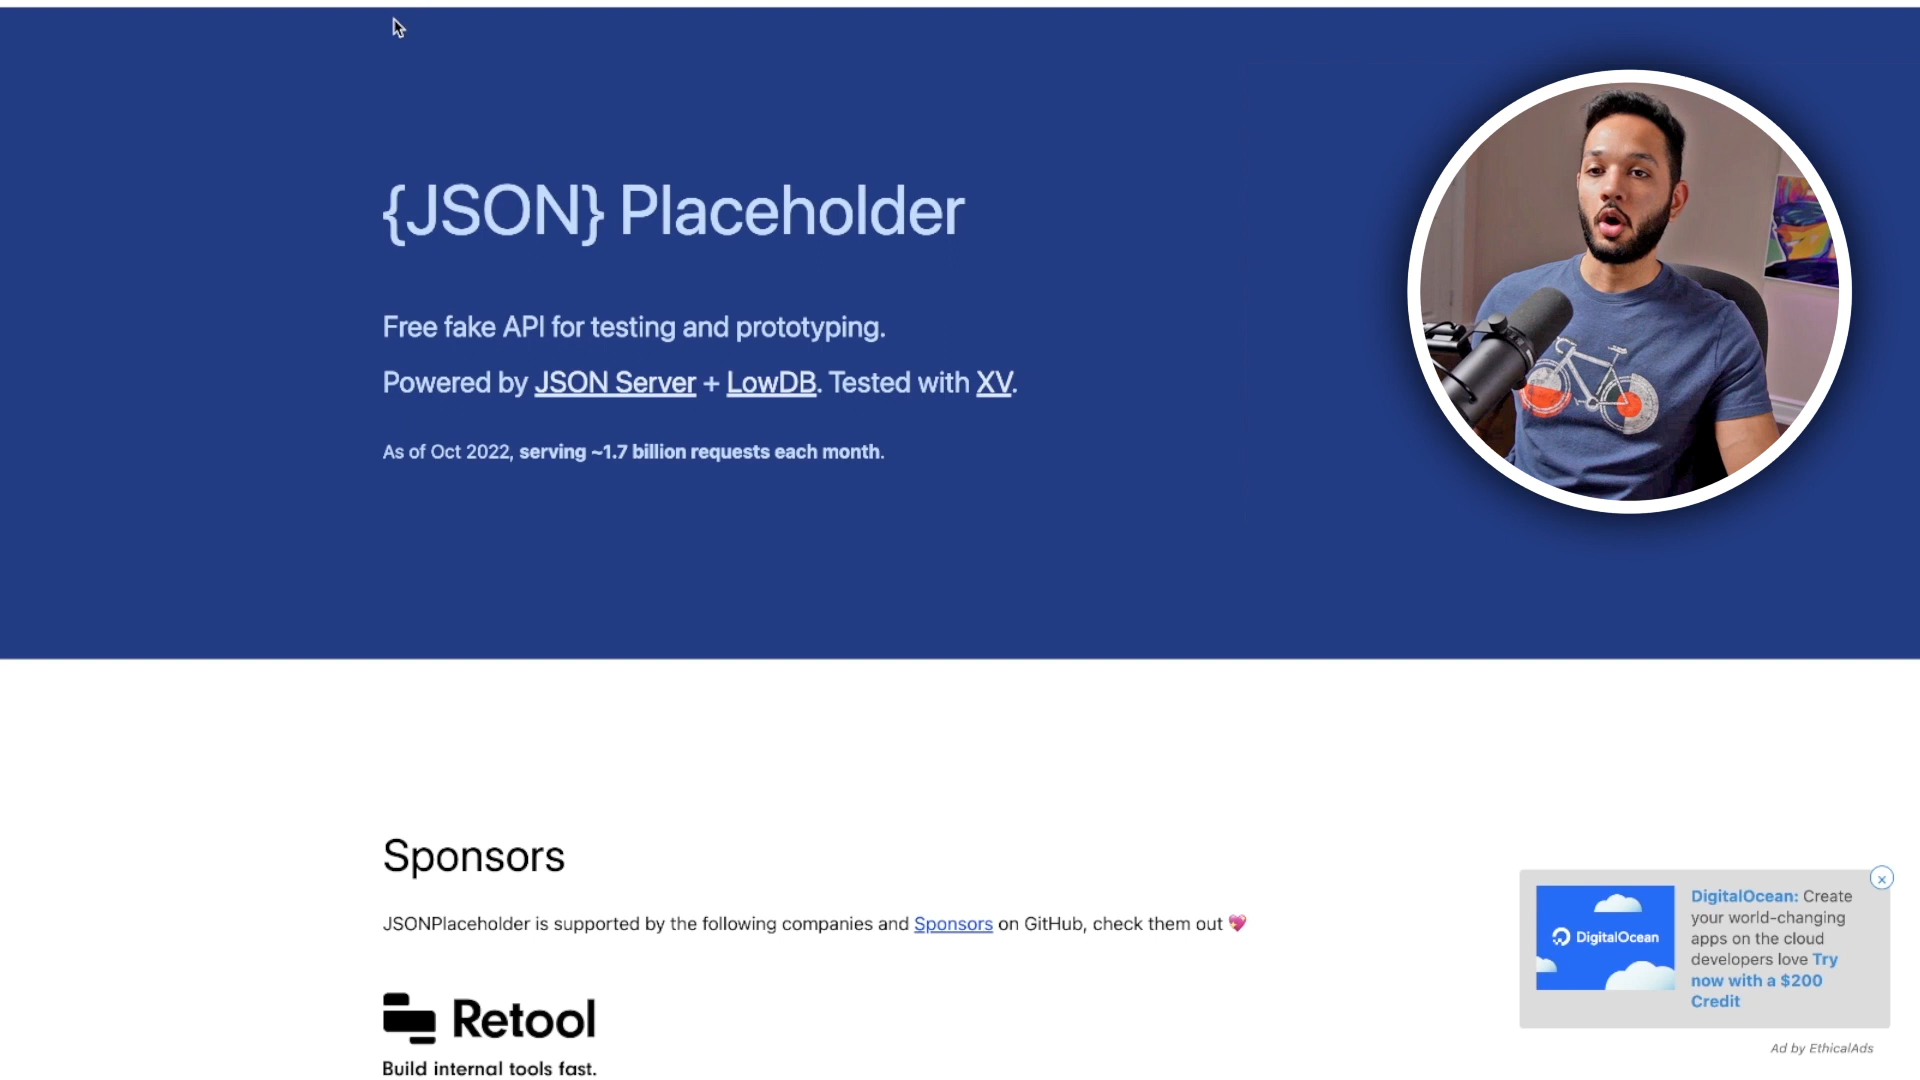 {JSON} Placeholder
Free fake API for testing and prototyping.
Powered by JSON Server + LowDB. Tested with XV.
As of Oct 2022, serving ~1.7 billion requests each month.
Sponsors
JSONPlaceholder is supported by the following companies and Sponsors on GitHub, check them out 💖
Retool
Build internal tools fast.
DigitalOcean
DigitalOcean: Create
your world-changing
apps on the cloud
developers love Try
now with a $200
Credit
Ad by EthicalAds